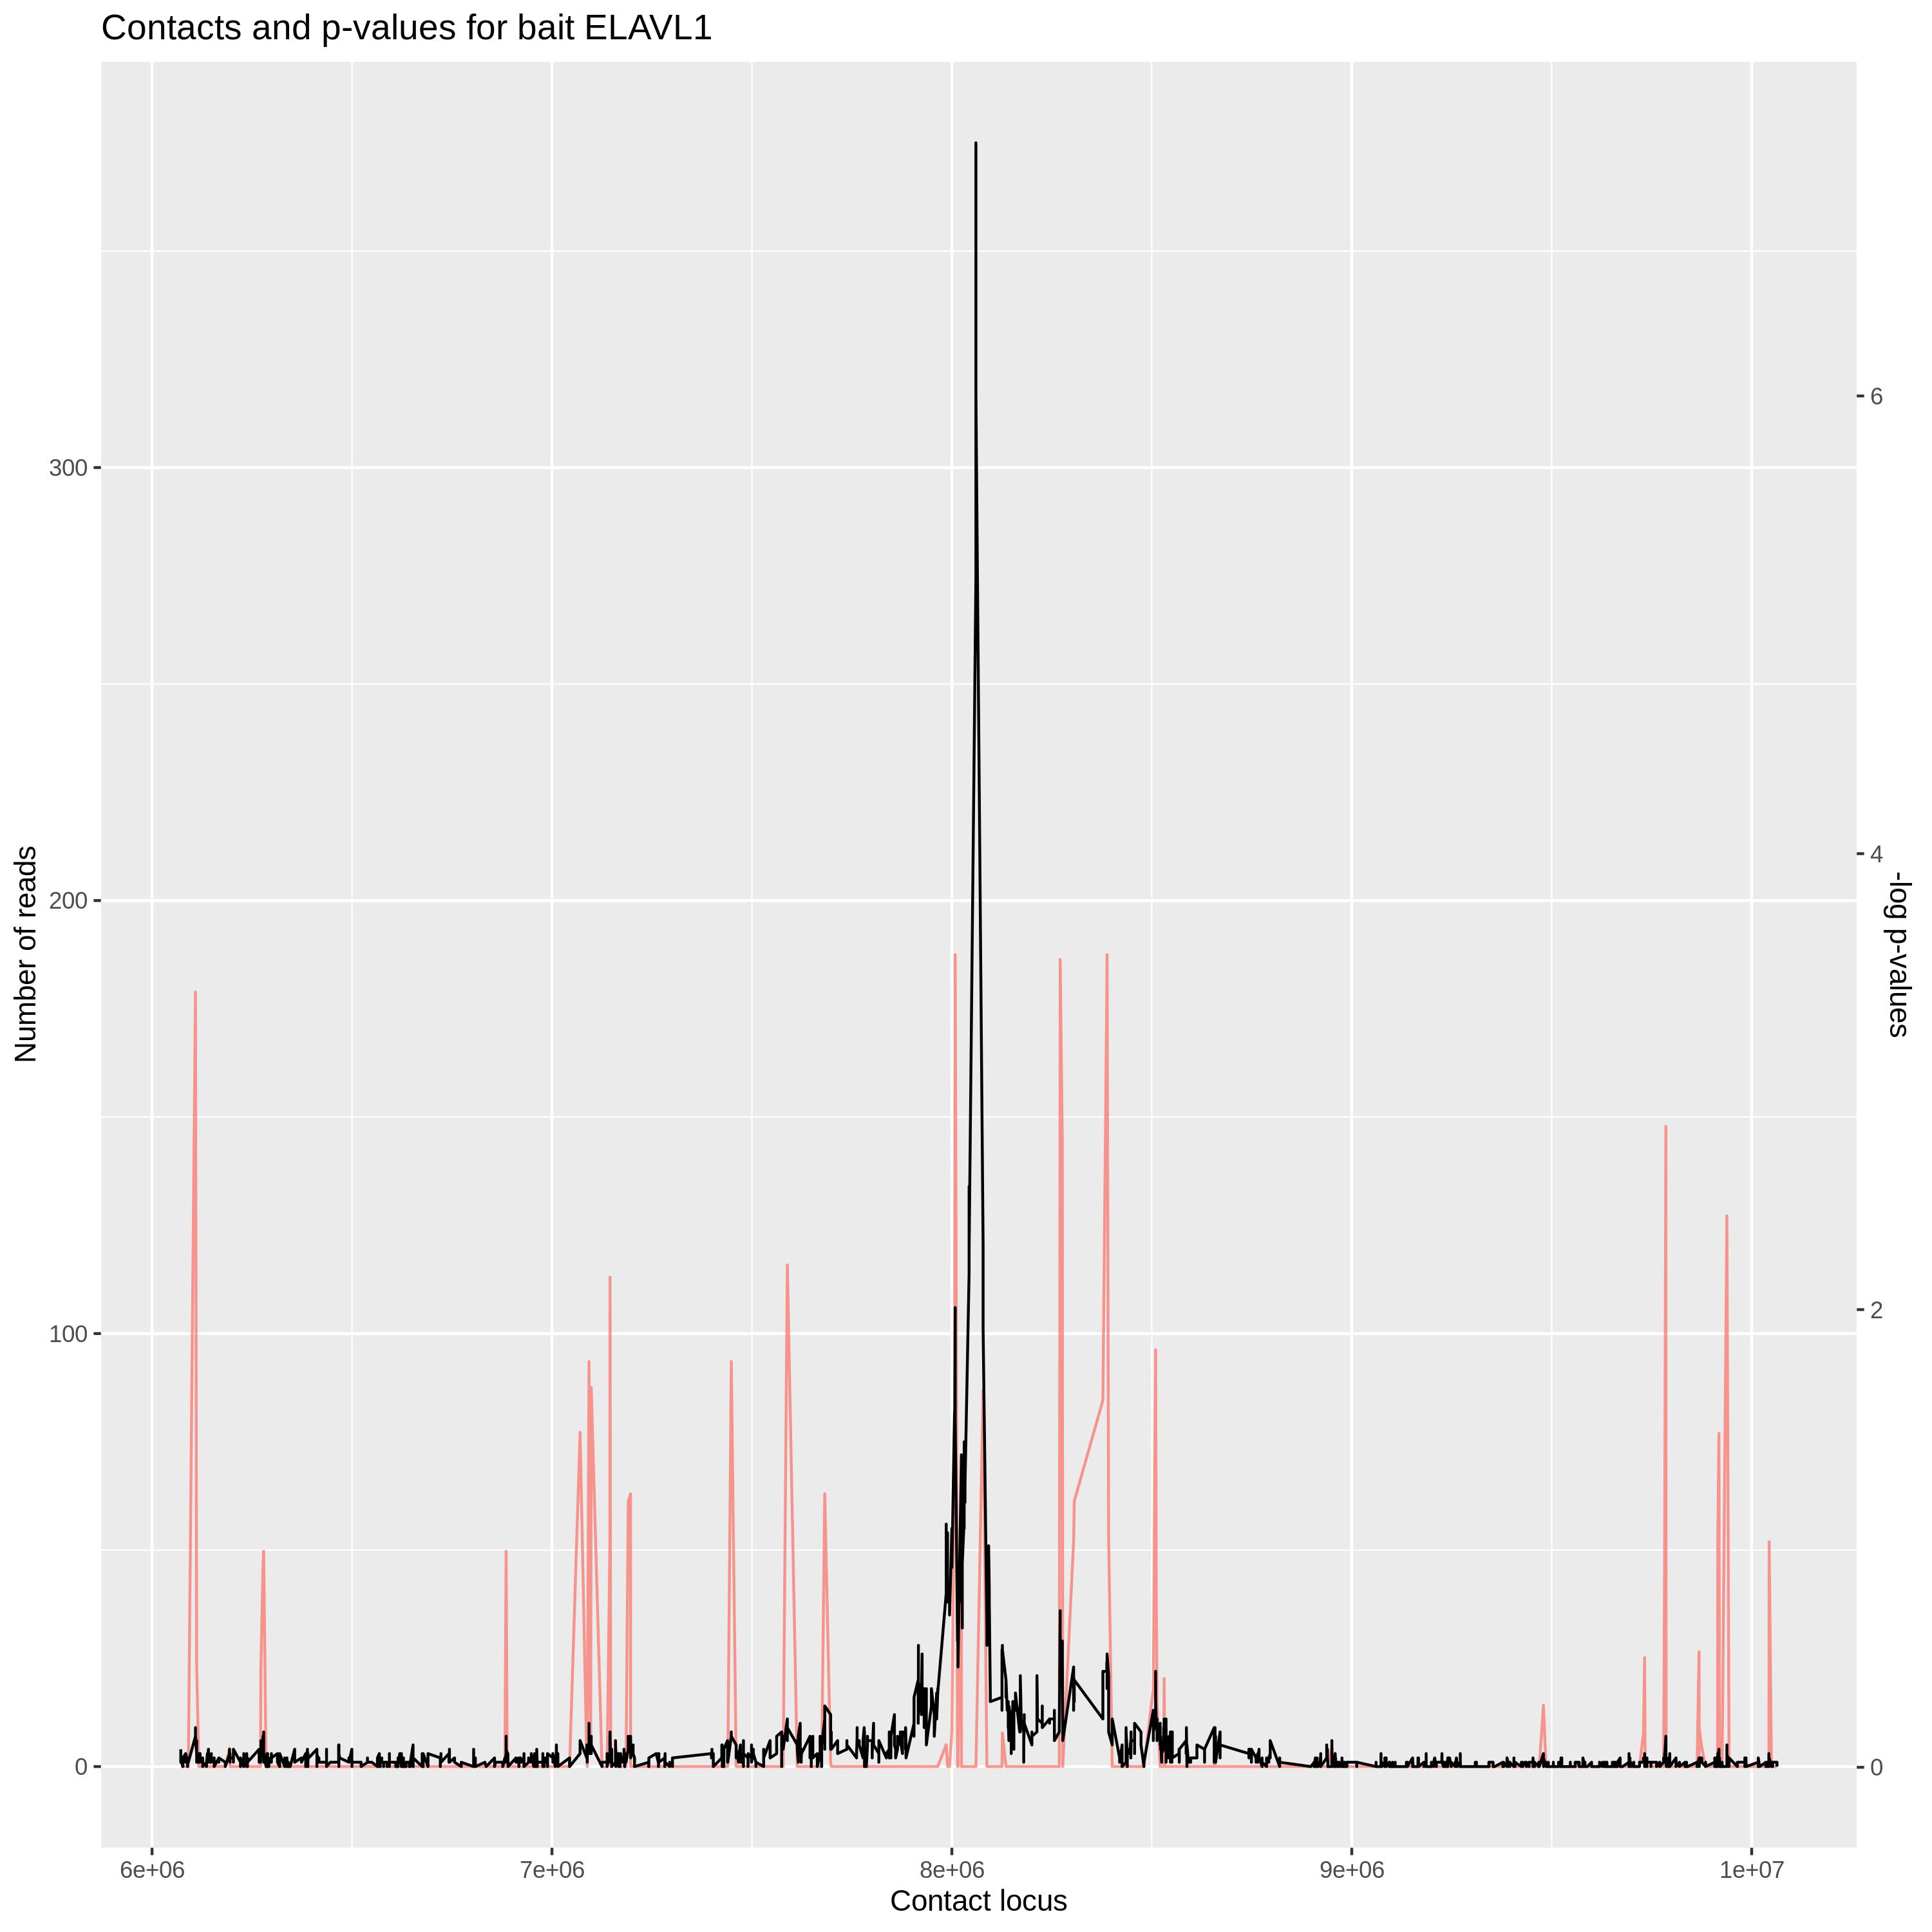 Contacts and p-values for bait ELAVL1
Number of reads
300
200
100
0
6
4
2
0
-log p-values
6e+06
7e+06
8e+06
9e+06
1e+07
Contact locus